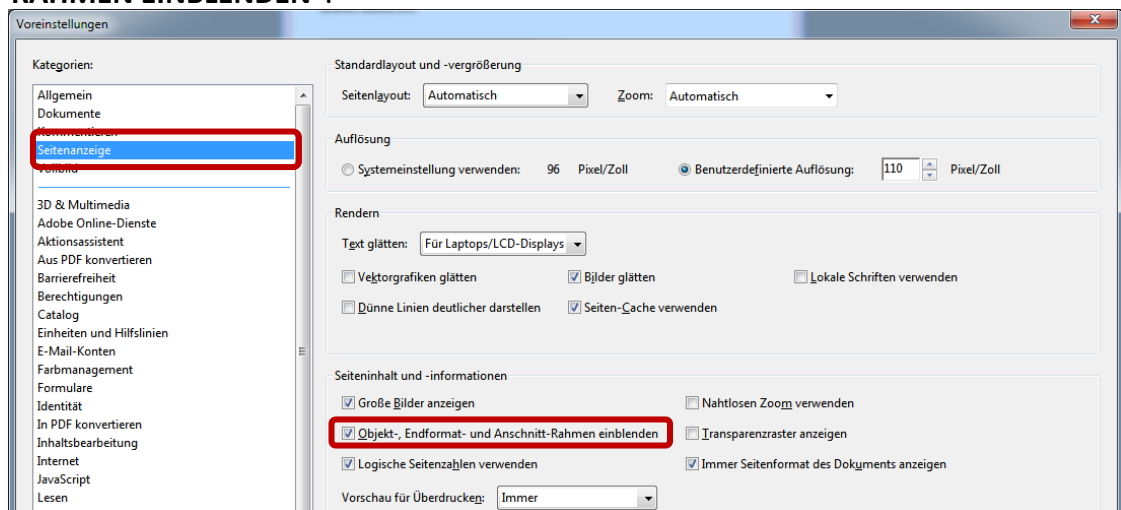 RAHMEN EINBLENDEN
Voreinstellungen
Kategorien:
Allgemein
Dokumente
Kommentieren
Seitenanzeige
Vollbild
3D & Multimedia
Adobe Online-Dienste
Aktionsassistent
Aus PDF konvertieren
Barrierefreiheit
Berechtigungen
Catalog
Einheiten und Hilfslinien
E-Mail-Konten
Farbmanagement
Formulare
Identität
In PDF konvertieren
Inhaltsbearbeitung
Internet
JavaScript
Lesen
Standardlayout und -vergrößerung
Seitenlayout: Automatisch Zoom: Automatisch
Auflösung
Systemeinstellung verwenden: 96 Pixel/Zoll Benutzerdefinierte Auflösung: 110 Pixel/Zoll
Rendern
Text glätten: Für Laptops/LCD-Displays
Vektorgrafiken glätten Bilder glätten Lokale Schriften verwenden
Dünne Linien deutlicher darstellen Seiten-Cache verwenden
Seiteninhalt und -informationen
Große Bilder anzeigen Nahtlosen Zoom verwenden
Objekt-, Endformat- und Anschnitt-Rahmen einblenden Transparenzraster anzeigen
Logische Seitenzahlen verwenden Immer Seitenformat des Dokuments anzeigen
Vorschau für Überdrucken: Immer